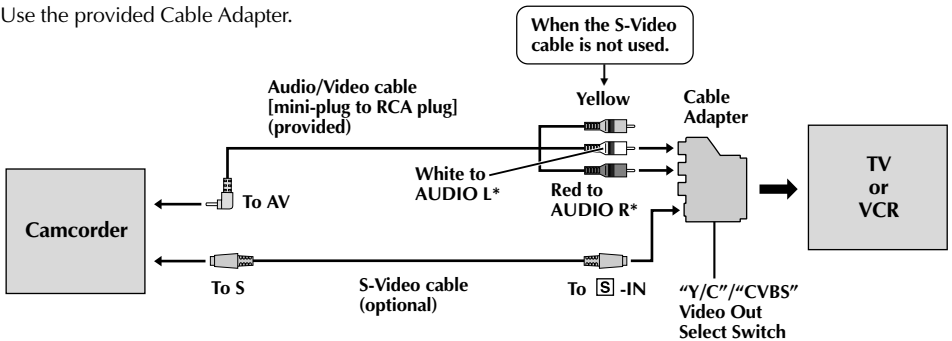 Use the provided Cable Adapter.
When the S-Video
cable is not used.
Audio/Video cable
[mini-plug to RCA plug]
(provided)
Yellow
Cable
Adapter
White to
AUDIO L*
Red to
AUDIO R*
TV
or
VCR
Camcorder
To AV
To S
S-Video cable
(optional)
To S -IN
“Y/C”/“CVBS”
Video Out
Select Switch